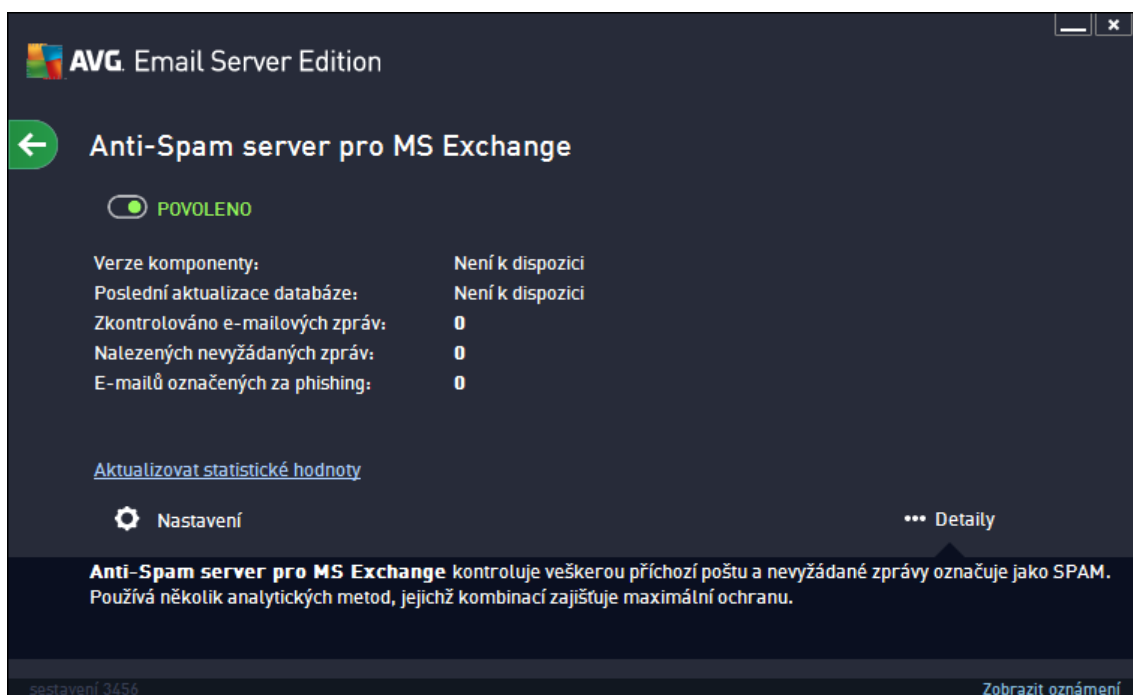 AVG. Email Server Edition
Anti-Spam server pro MS Exchange
POVOLENO
Verze komponenty: Není k dispozici
Poslední aktualizace databáze: Není k dispozici
Zkontrolováno e-mailových zpráv: 0
Nalezených nevyžádaných zpráv: 0
E-mailů označených za phishing: 0
Aktualizovat statistické hodnoty
Nastavení
Detaily
Anti-Spam server pro MS Exchange kontroluje veškerou příchozí poštu a nevyžádané zprávy označuje jako SPAM.
Používá několik analytických metod, jejichž kombinací zajišťuje maximální ochranu.
sestavení 3456
Zobrazit oznámení